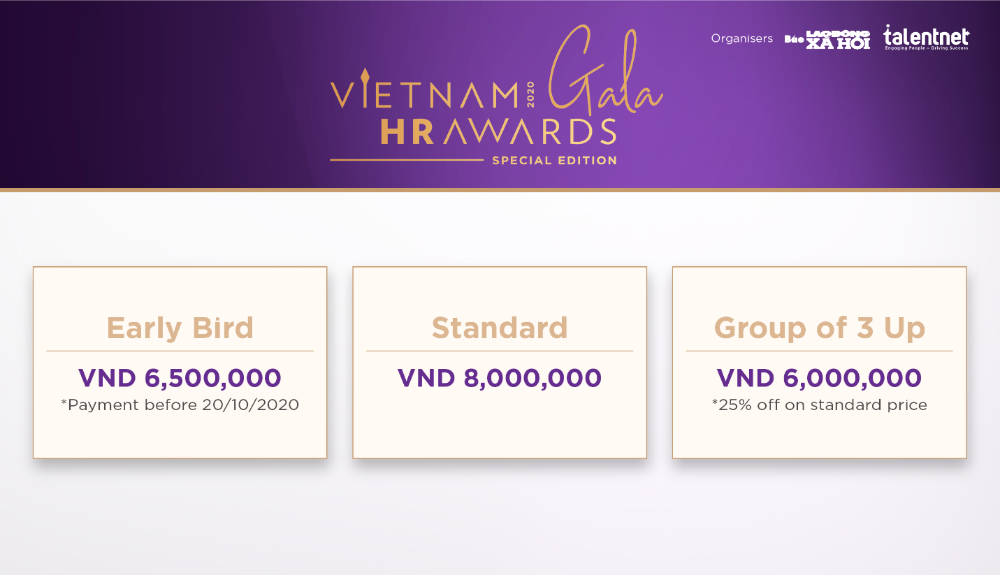 Organisers
Báo LAO ĐỘNG
XÃ HỘI
talentnet
Engaging People – Driving Success
VIETNAM 2020 Gala
HR AWARDS
SPECIAL EDITION
Early Bird
VND 6,500,000
*Payment before 20/10/2020
Standard
VND 8,000,000
Group of 3 Up
VND 6,000,000
*25% off on standard price